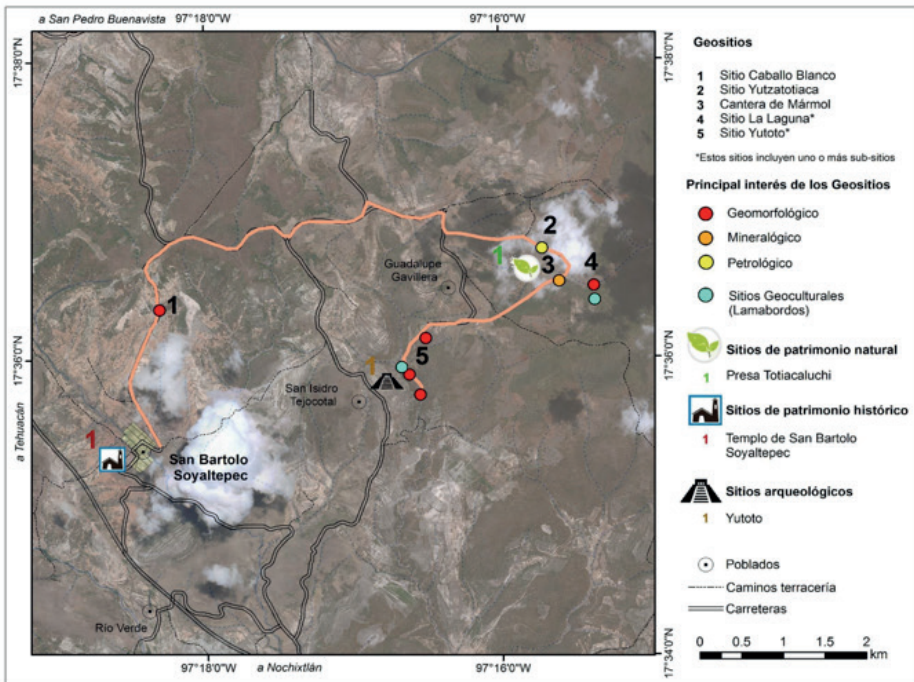 a San Pedro Buenavista
97°18'0"W
97°16'0"W
17°38'0"N
17°38'0"N
17°36'0"N
17°36'0"N
17°34'0"N
a Tehuacán
1
2
3
4
5
1
1
1
Guadalupe
Gavillera
San Isidro
Tejocotal
San Bartolo
Soyaltepec
Río Verde
97°18'0"W
a Nochixtlán
97°16'0"W
Geositios
1 Sitio Caballo Blanco
2 Sitio Yutzatotiaca
3 Cantera de Mármol
4 Sitio La Laguna*
5 Sitio Yutoto*
*Estos sitios incluyen uno o más sub-sitios
Principal interés de los Geositios
Geomorfológico
Mineralógico
Petrológico
Sitios Geoculturales
(Lamabordos)
Sitios de patrimonio natural
1 Presa Totiacaluchi
Sitios de patrimonio histórico
1 Templo de San Bartolo
Soyaltepec
Sitios arqueológicos
1 Yutoto
Poblados
Caminos terracería
Carreteras
0 0.5 1 2
km